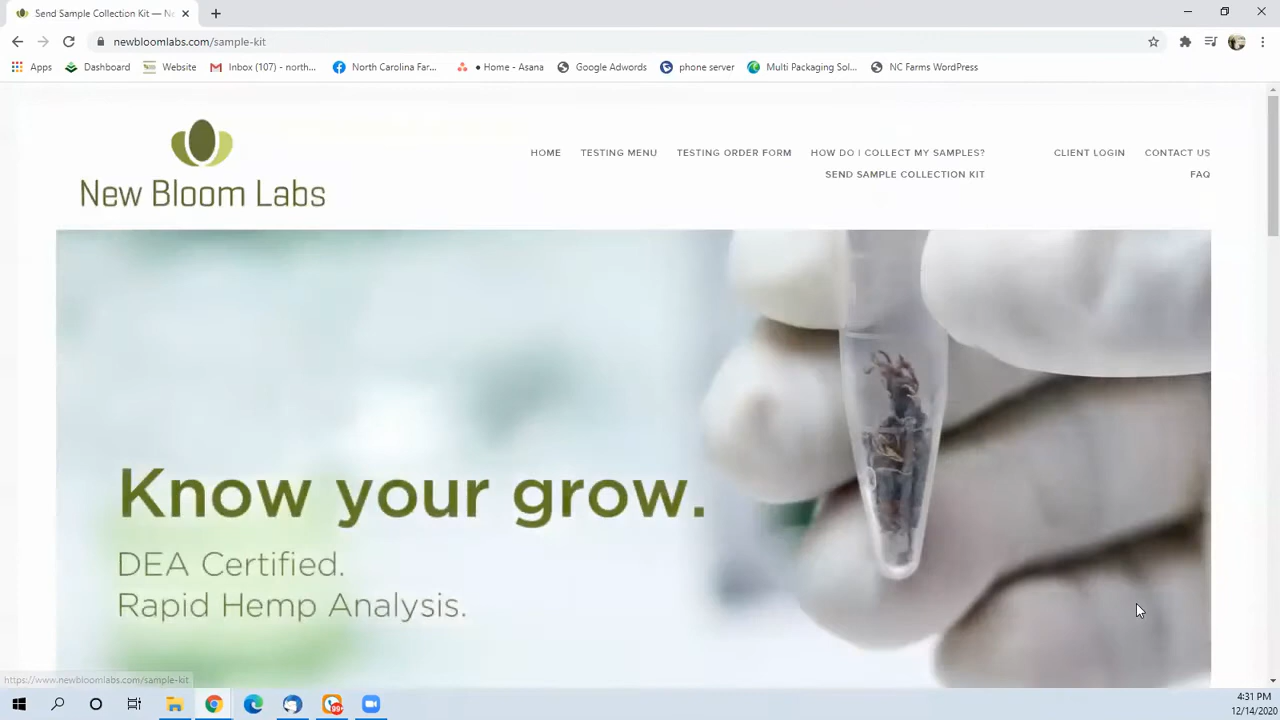 Send Sample Collection Kit — Ne
newbloomlabs.com/sample-kit
Apps Dashboard Website Inbox (107) - north... North Carolina Far... • Home - Asana Google Adwords phone server Multi Packaging Sol... NC Farms WordPress
New Bloom Labs
HOME TESTING MENU TESTING ORDER FORM HOW DO I COLLECT MY SAMPLES? CLIENT LOGIN CONTACT US
SEND SAMPLE COLLECTION KIT FAQ
Know your grow.
DEA Certified.
Rapid Hemp Analysis.
https://www.newbloomlabs.com/sample-kit
99+
4:31 PM
12/14/2020